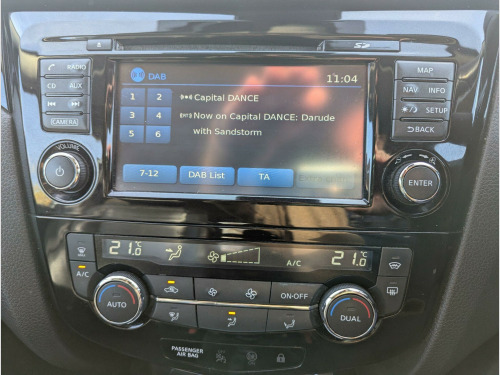 SD
RADIO
CD AUX
CAMERA
VOLUME
DAB 11:04
1 2
3 4
5 6
Capital DANCE
Now on Capital DANCE: Darude
with Sandstorm
7-12 DAB List TA
MAP
NAV INFO
SETUP
BACK
ENTER
21.0°C A/C 21.0°C
A/C
AUTO
ON-OFF
DUAL
PASSENGER
AIR BAG